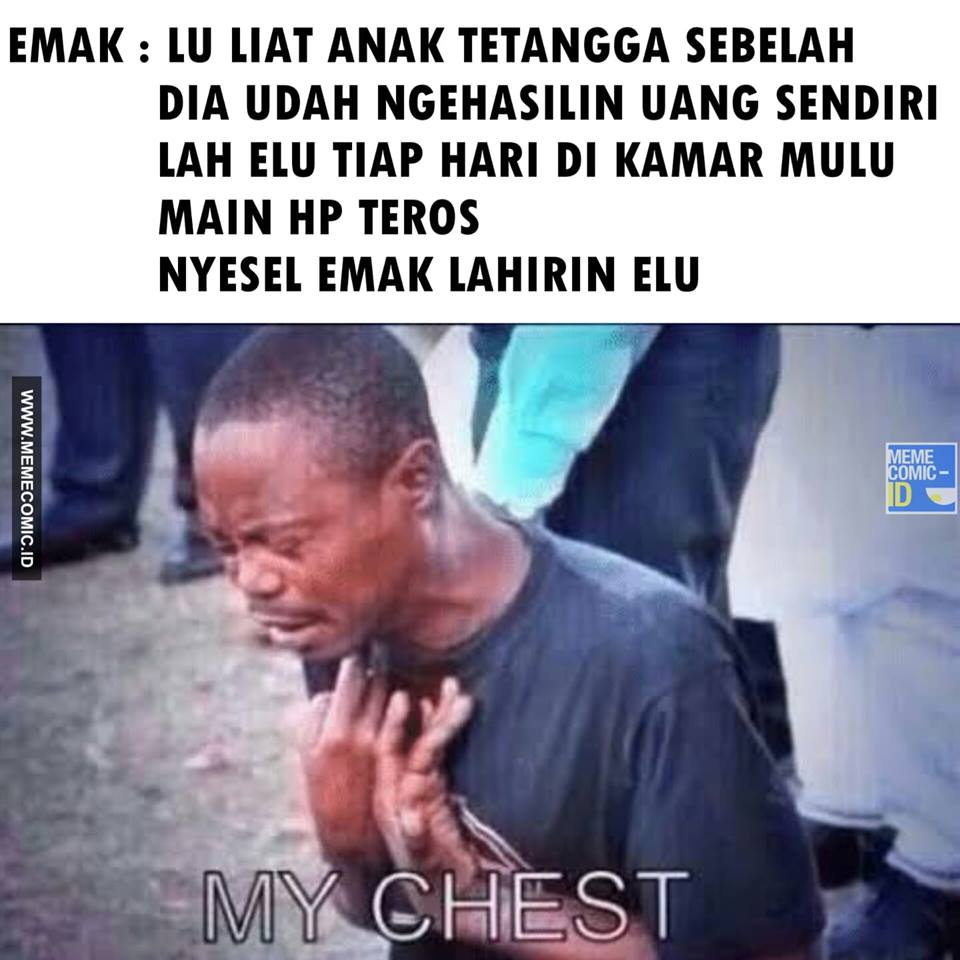 EMAK : LU LIAT ANAK TETANGGA SEBELAH
DIA UDAH NGEHASILIN UANG SENDIRI
LAH ELU TIAP HARI DI KAMAR MULU
MAIN HP TEROS
NYESEL EMAK LAHIRIN ELU
WWW.MEMECOMIC.ID
MEME
COMIC-
ID
MY CHEST